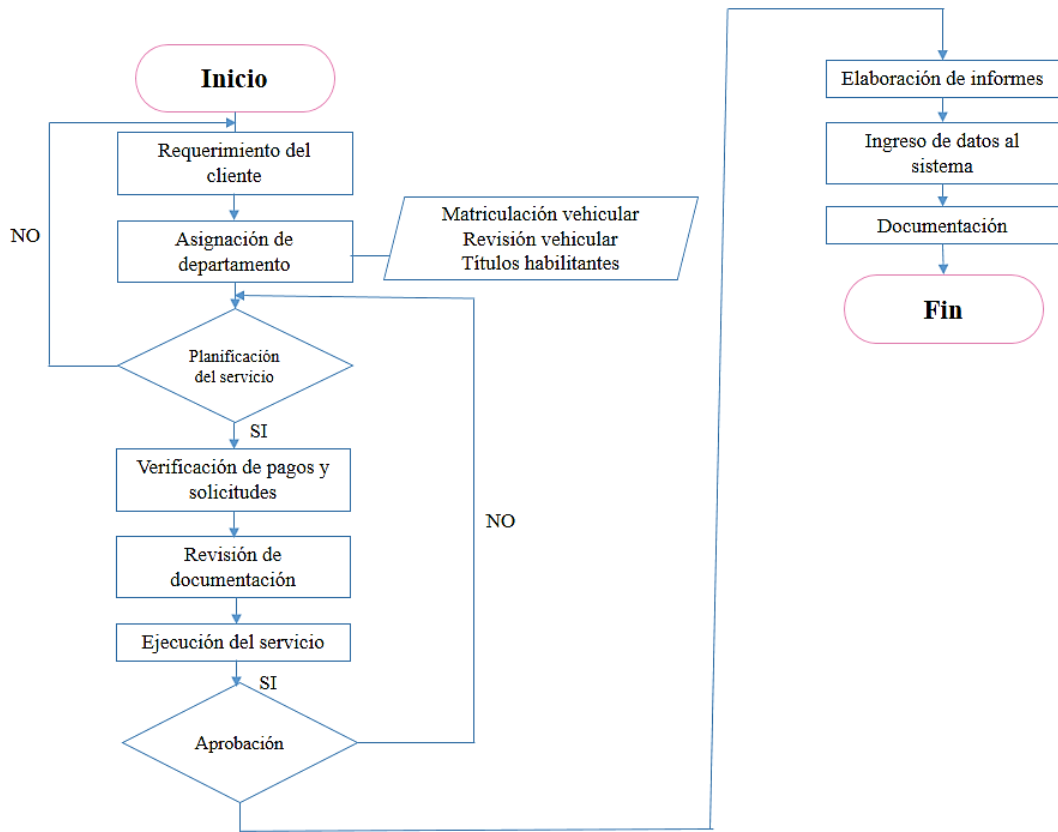 Inicio
Requerimiento del
cliente
NO
Asignación de
departamento
Matriculación vehicular
Revisión vehicular
Títulos habilitantes
Planificación
del servicio
SI
Verificación de pagos y
solicitudes
NO
Revisión de
documentación
Ejecución del servicio
SI
Aprobación
Elaboración de informes
Ingreso de datos al
sistema
Documentación
Fin